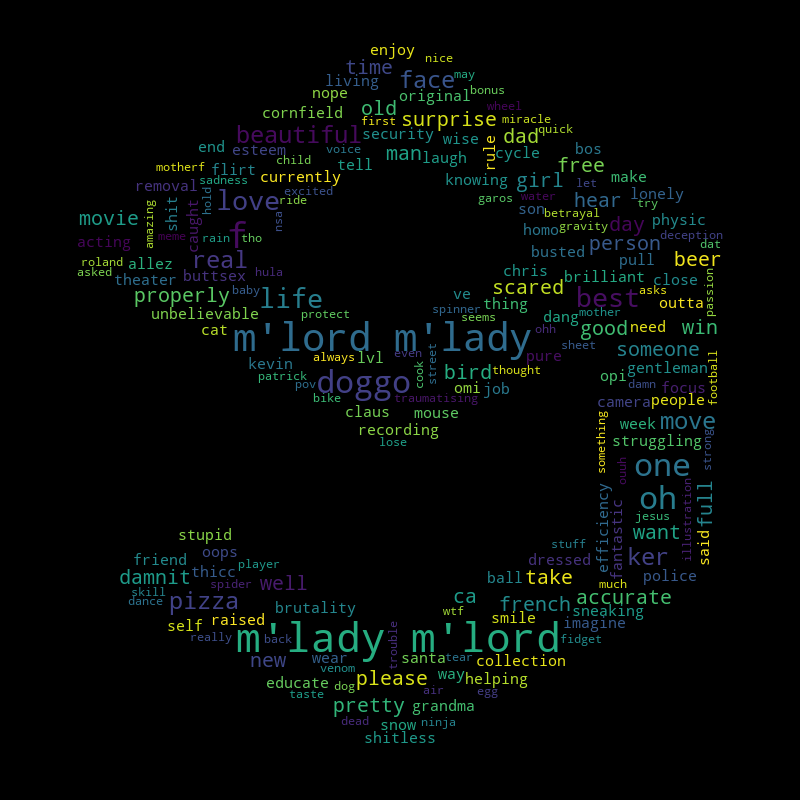 enjoy
nice
time
living
face
may
nope
original
bonus
wheel
cornfield
old
first
surprise
miracle
beautiful
security
wise
rule
dad
quick
end
esteem
voice
man
laugh
cycle
bos
motherf
flirt
child
tell
free
sadness
currently
knowing
girl
let
make
removal
hold
love
excited
ride
garos
water
hear
lonely
try
movie
amazing
shit
caught
f
nsa
son
betrayal
gravity
day
physic
acting
meme
rain
tho
homo
person
deception
dat
roland
asked
allez
real
busted
pull
beer
theater
buttsex
chris
brilliant
close
passion
properly
baby
hula
life
ve
scared
best
asks
outta
unbelievable
protect
spinner
thing
dang
mother
cat
m'lord m'lady
seems
ohh
good
need
win
sheet
someone
kevin
always
lvl
even
street
pure
gentleman
patrick
pov
doggo
cook
bird
thought
opi
damn
focus
football
bike
traumatising
omi
job
camera
people
claus
mouse
week
move
recording
something
struggling
strong
lose
one
ouuh
efficiency
fantastic
oh
illustration
full
jesus
want
said
stupid
oops
stuff
friend
player
dressed
ker
damnit
thicc
ball
take
police
skill
spider
well
much
dance
pizza
brutality
ca
french
accurate
wtf
sneaking
self
raised
smile
imagine
really
back
m'lady m'lord
fidget
trouble
new
wear
santa
tear
collection
venom
educate
dog
please
way
helping
taste
air
egg
pretty
grandma
dead
snow
ninja
shitless